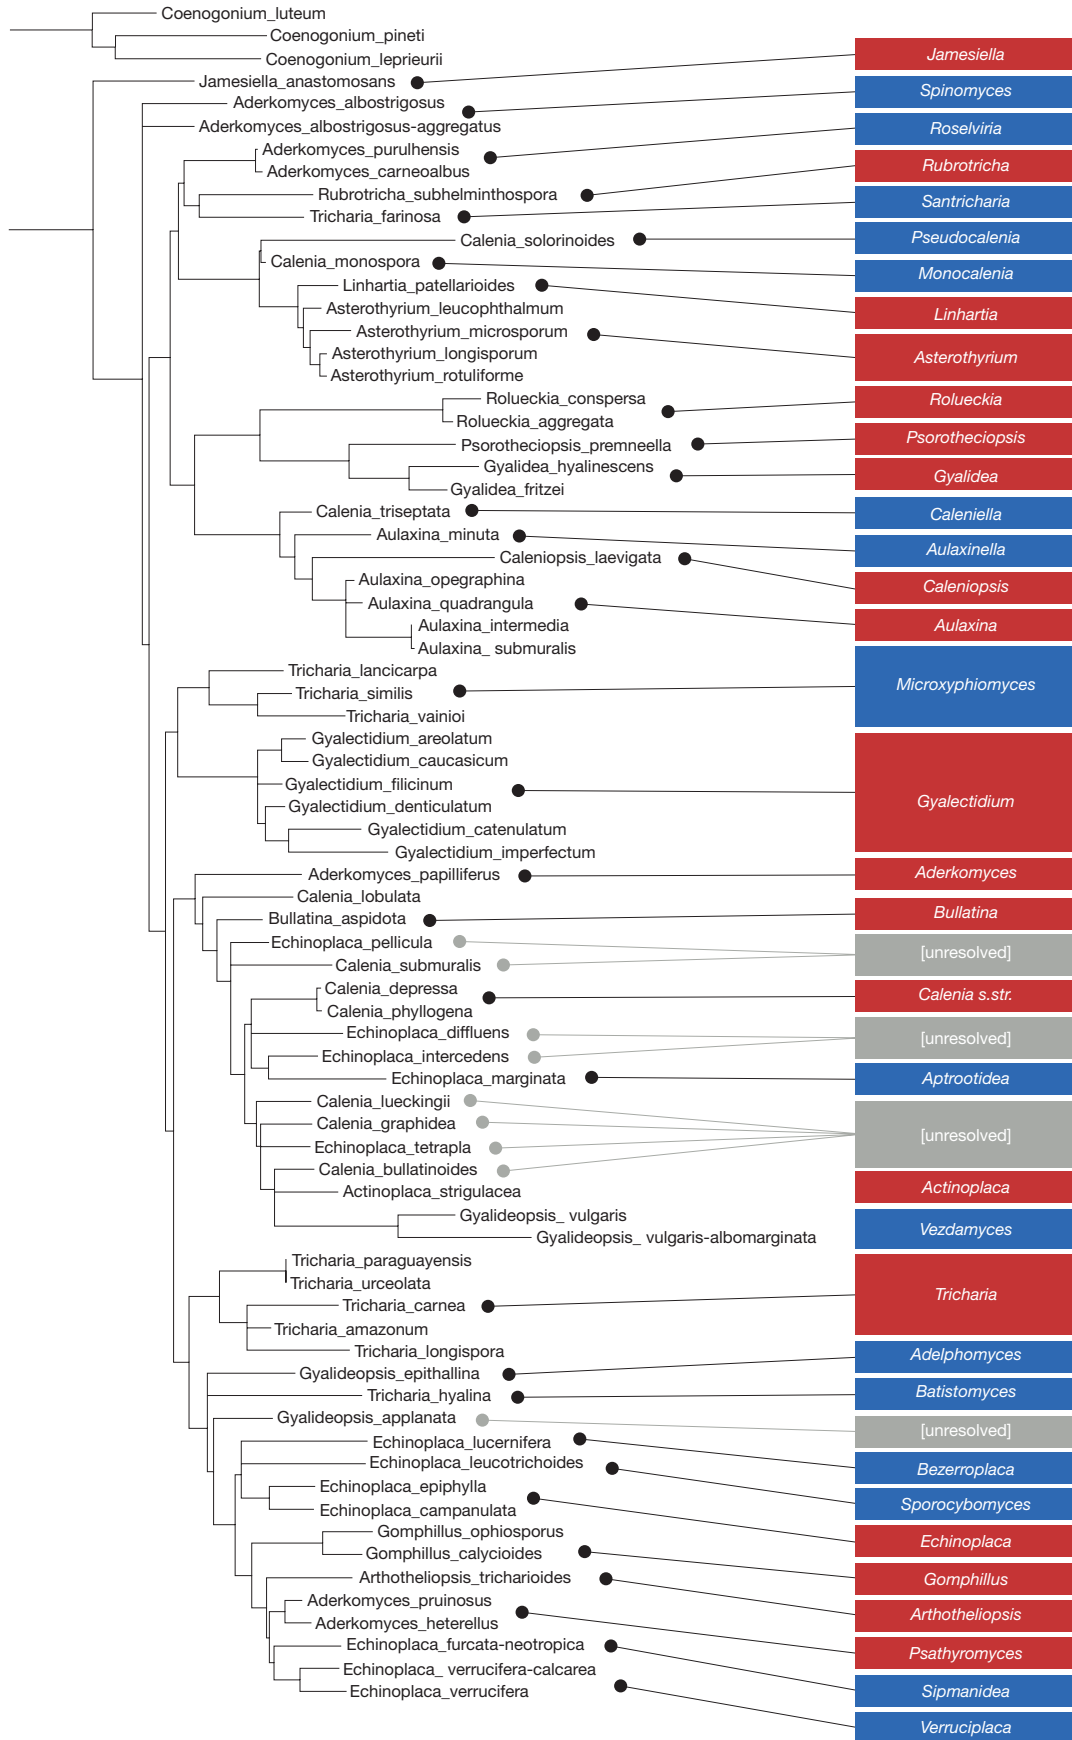 Coenogonium_luteum
Coenogonium_pineti
Coenogonium_leprieurii
Jamesiella
Jamesiella_anastomosans
Spinomyces
Aderkomyces_albostrigosus
Aderkomyces_albostrigosus-aggregatus
Roselviria
Aderkomyces_purulhensis
Rubrotricha
Aderkomyces_carneoalbus
Rubrotricha_subhelminthospora
Santricharia
Tricharia_farinosa
Pseudocalenia
Calenia_solorinoides
Calenia_monospora
Monocalenia
Linhartia_patellarioides
Asterothyrium_leucophthalmum
Linhartia
Asterothyrium_microsporum
Asterothyrium_longisporum
Asterothyrium
Asterothyrium_rotuliforme
Rolueckia_conspersa
Rolueckia
Rolueckia_aggregata
Psorotheciopsis
Psorotheciopsis_premneella
Gyalidea_hyalinescens
Gyalidea
Gyalidea_fritzei
Calenia_triseptata
Caleniella
Aulaxina_minuta
Aulaxinella
Caleniopsis_laevigata
Aulaxina_opegraphina
Caleniopsis
Aulaxina_quadrangula
Aulaxina_intermedia
Aulaxina
Aulaxina_ submuralis
Tricharia_lancicarpa
Microxyphiomyces
Tricharia_similis
Tricharia_vainioi
Gyalectidium_areolatum
Gyalectidium_caucasicum
Gyalectidium_filicinum
Gyalectidium
Gyalectidium_denticulatum
Gyalectidium_catenulatum
Gyalectidium_imperfectum
Aderkomyces
Aderkomyces_papilliferus
Calenia_lobulata
Bullatina
Bullatina_aspidota
Echinoplaca_pellicula
[unresolved]
Calenia_submuralis
Calenia_depressa
Calenia s.str.
Calenia_phyllogena
Echinoplaca_diffluens
[unresolved]
Echinoplaca_intercedens
Echinoplaca_marginata
Aptrootidea
Calenia_lueckingii
Calenia_graphidea
[unresolved]
Echinoplaca_tetrapla
Calenia_bullatinoides
Actinoplaca
Actinoplaca_strigulacea
Gyalideopsis_ vulgaris
Vezdamyces
Gyalideopsis_ vulgaris-albomarginata
Tricharia_paraguayensis
Tricharia_urceolata
Tricharia
Tricharia_carnea
Tricharia_amazonum
Tricharia_longispora
Adelphomyces
Gyalideopsis_epithallina
Batistomyces
Tricharia_hyalina
Gyalideopsis_applanata
[unresolved]
Echinoplaca_lucernifera
Echinoplaca_leucotrichoides
Bezerroplaca
Echinoplaca_epiphylla
Sporocybomyces
Echinoplaca_campanulata
Gomphillus_ophiosporus
Echinoplaca
Gomphillus_calycioides
Arthotheliopsis_tricharioides
Gomphillus
Aderkomyces_pruinosus
Arthotheliopsis
Aderkomyces_heterellus
Echinoplaca_furcata-neotropica
Psathyromyces
Echinoplaca_ verrucifera-calcarea
Echinoplaca_verrucifera
Sipmanidea
Verruciplaca